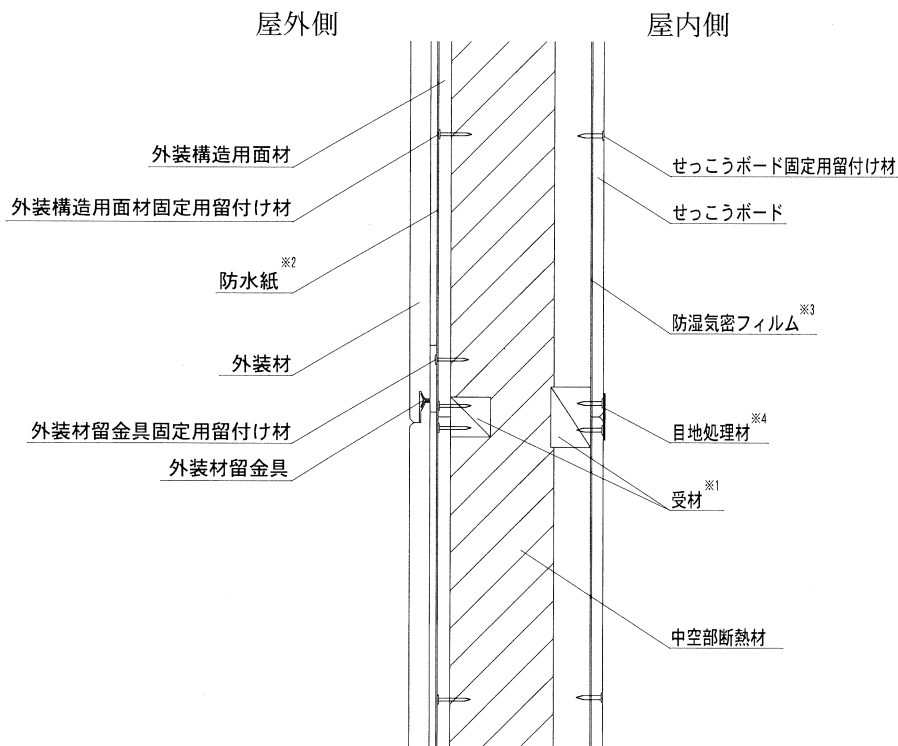 屋外側
屋内側
外装構造用面材
外装構造用面材固定用留付け材
防水紙※2
外装材
外装材留金具固定用留付け材
外装材留金具
せっこうボード固定用留付け材
せっこうボード
防湿気密フィルム※3
目地処理材※4
受材※1
中空部断熱材